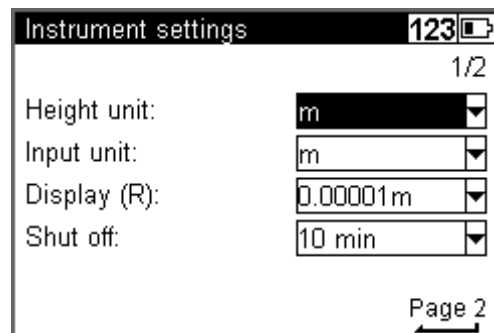 Instrument settings 123
1/2
Height unit: m
Input unit: m
Display (R): 0.00001m
Shut off: 10 min
Page 2